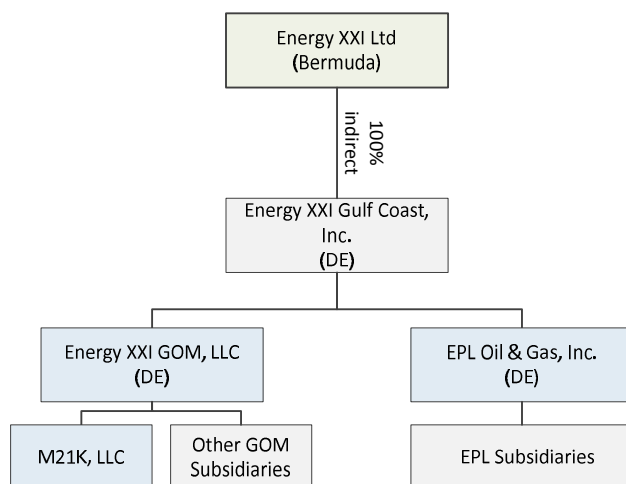 Energy XXI Ltd
(Bermuda)
100%
indirect
Energy XXI Gulf Coast,
Inc.
(DE)
Energy XXI GOM, LLC
(DE)
EPL Oil & Gas, Inc.
(DE)
M21K, LLC
Other GOM
Subsidiaries
EPL Subsidiaries